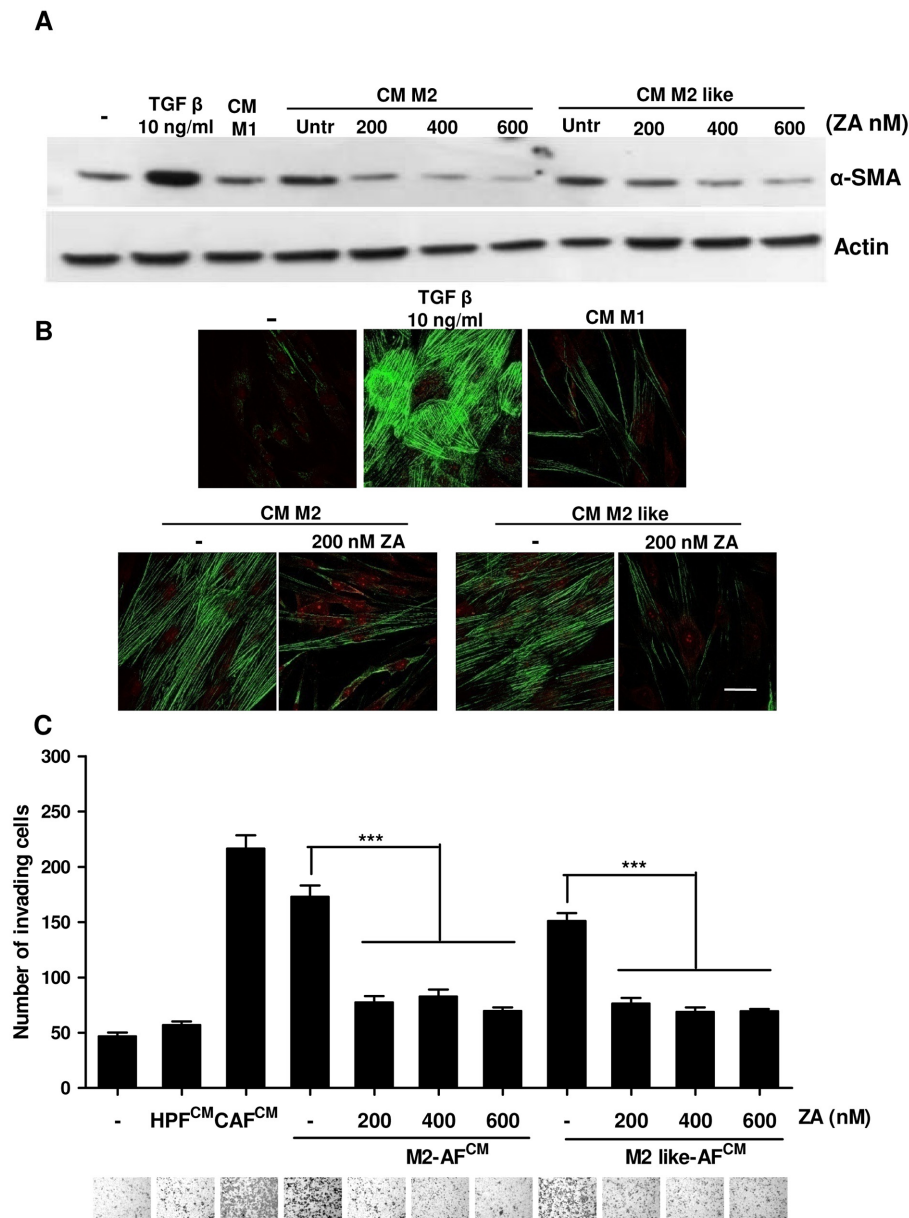 A
-
TGF β
10 ng/ml
CM
M1
CM M2
CM M2 like
Untr 200 400 600
Untr 200 400 600
(ZA nM)
α-SMA
Actin
B
-
TGF β
10 ng/ml
CM M1
CM M2
CM M2 like
- 200 nM ZA
- 200 nM ZA
C
Number of invading cells
300
250
200
150
100
50
0
***
***
- HPF^CM CAF^CM - 200 400 600 - 200 400 600 ZA (nM)
M2-AF^CM M2 like-AF^CM